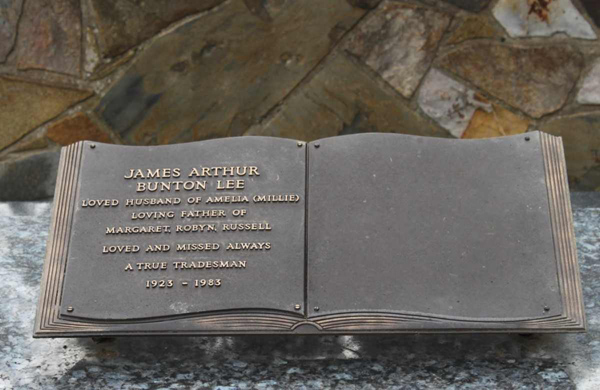 JAMES ARTHUR
BUNTON LEE
LOVED HUSBAND OF AMELIA (MILLIE)
LOVING FATHER OF
MARGARET, ROBYN, RUSSELL
LOVED AND MISSED ALWAYS
A TRUE TRADESMAN
1923 - 1983